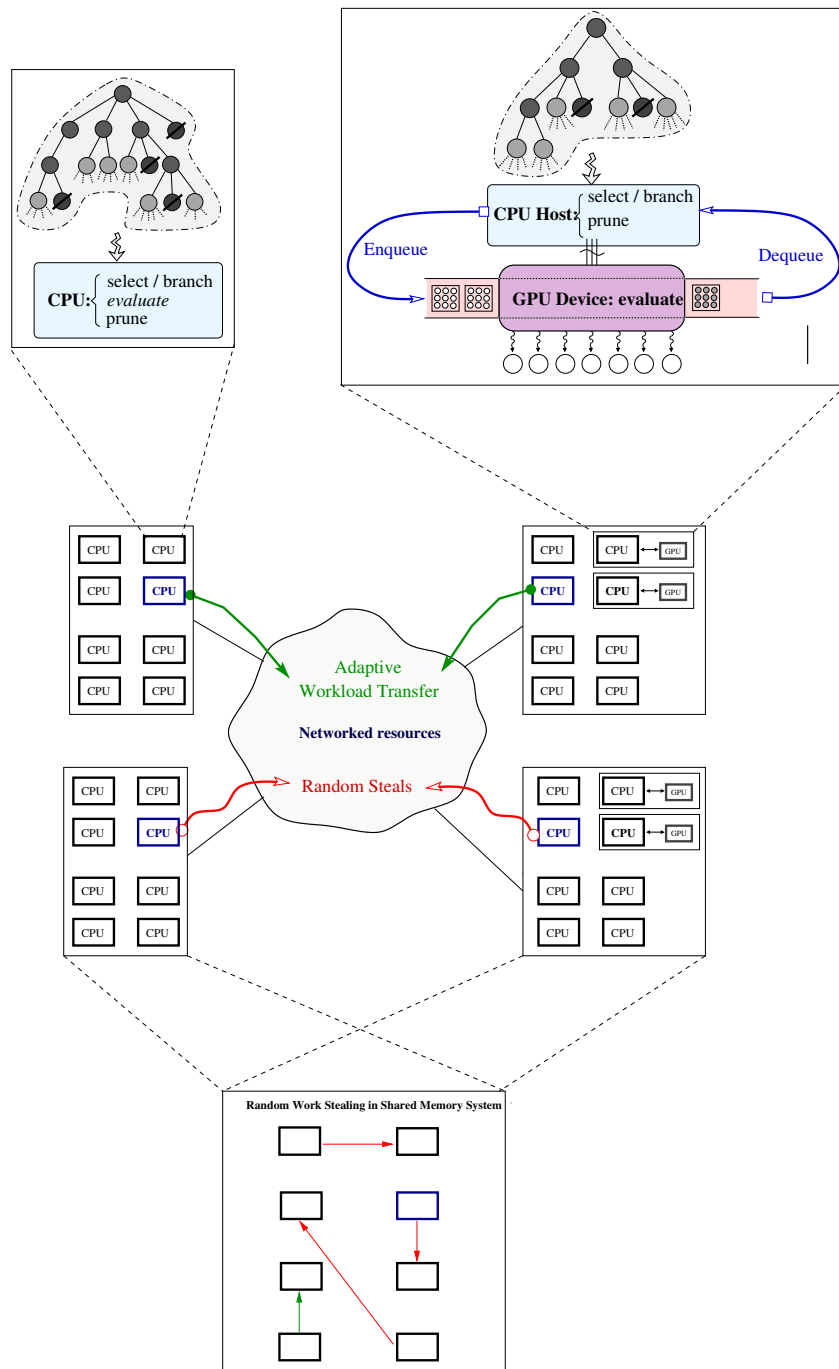 select / branch
CPU Host:
prune
Enqueue
Dequeue
select / branch
CPU:
evaluate
prune
GPU Device: evaluate
CPU CPU
CPU CPU
CPU CPU
CPU CPU
CPU CPU GPU
CPU CPU GPU
CPU CPU
CPU CPU
Adaptive
Workload Transfer
Networked resources
Random Steals
CPU CPU
CPU CPU
CPU CPU
CPU CPU
CPU CPU GPU
CPU CPU GPU
CPU CPU
CPU CPU
Random Work Stealing in Shared Memory System